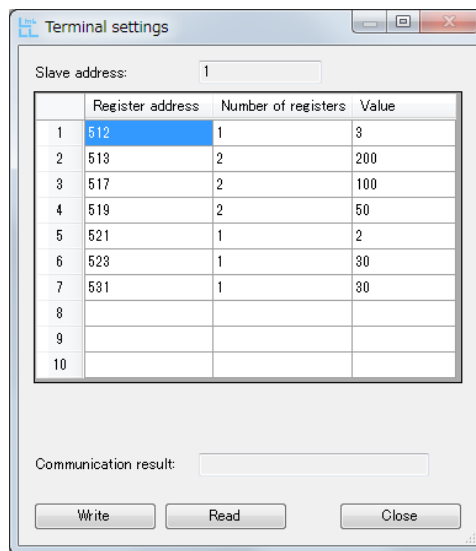 Terminal settings
Slave address: 1
Register address Number of registers Value
1 512 1 3
2 513 2 200
3 517 2 100
4 519 2 50
5 521 1 2
6 523 1 30
7 531 1 30
8
9
10
Communication result:
Write Read Close